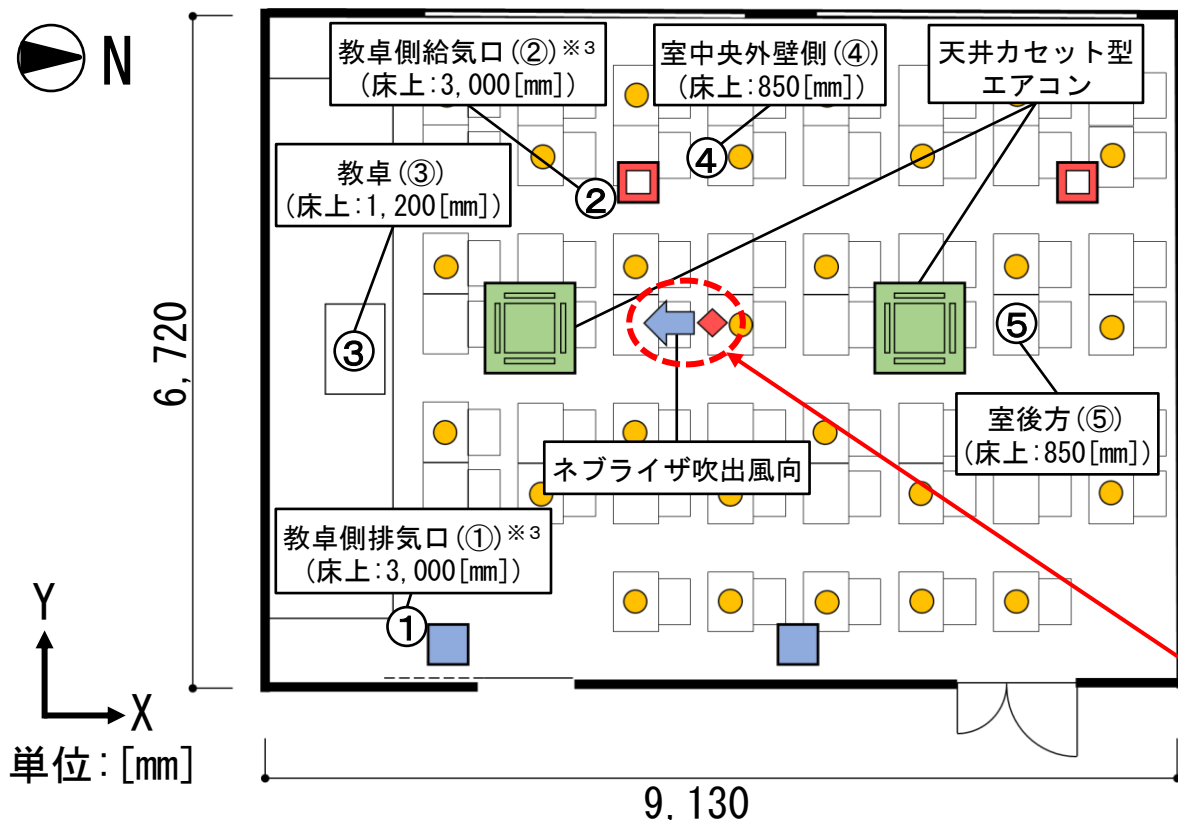 N
教卓側給気口(②)※3
(床上:3,000[mm])
室中央外壁側(④)
(床上:850[mm])
天井カセット型
エアコン
教卓(③)
(床上:1,200[mm])
④
②
③
⑤
6,720
室後方(⑤)
(床上:850[mm])
ネブライザ吹出風向
教卓側排気口(①)※3
(床上:3,000[mm])
①
Y
X
単位:[mm]
9,130